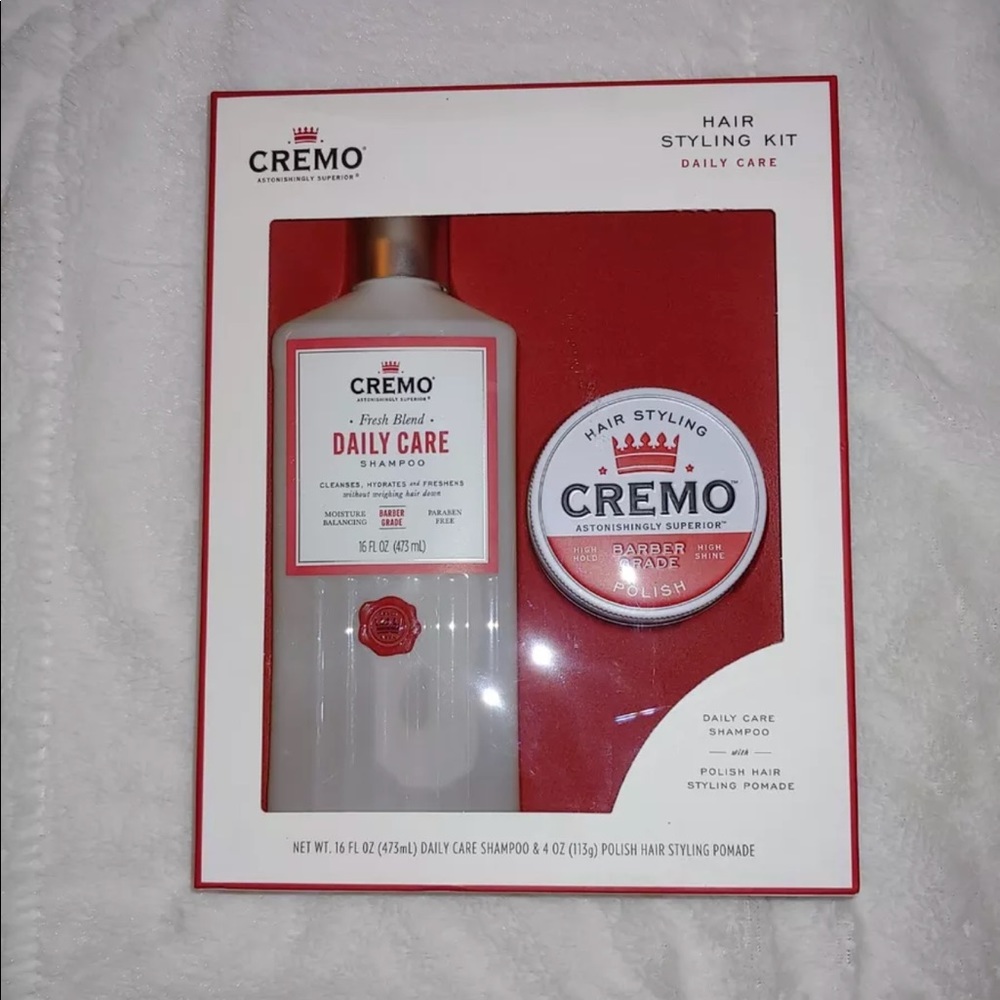 CREMO®
ASTONISHINGLY SUPERIOR®
HAIR
STYLING KIT
DAILY CARE
CREMO®
ASTONISHINGLY SUPERIOR®
· Fresh Blend ·
DAILY CARE
SHAMPOO
CLEANSES, HYDRATES and FRESHENS
without weighing hair down
MOISTURE BALANCING
BARBER GRADE
PARABEN FREE
16 FL OZ (473 mL)
HAIR STYLING
CREMO™
ASTONISHINGLY SUPERIOR™
HIGH HOLD
BARBER GRADE
HIGH SHINE
POLISH
DAILY CARE
SHAMPOO
with
POLISH HAIR
STYLING POMADE
NET WT. 16 FL OZ (473mL) DAILY CARE SHAMPOO & 4 OZ (113g) POLISH HAIR STYLING POMADE